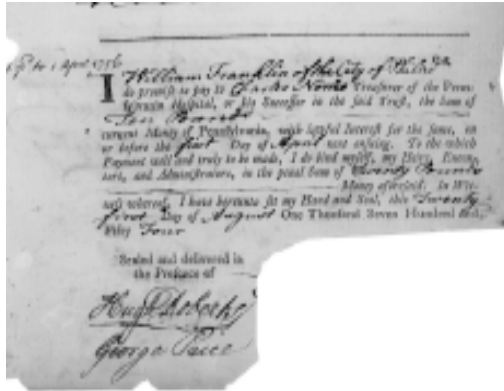 to 1 April 1756
I William Franklin of the City of Philad.
do promise to pay to Charles Norris Treasurer of the Penn-
sylvania Hospital, or his Successor in the said Trust, the Sum of
Ten Pounds
current Money of Pennsylvania, with lawful Interest for the same, on
or before the first Day of April next ensuing. To the which
Payment well and truly to be made, I do bind myself, my Heirs, Execu-
tors, and Administrators, in the penal Sum of Twenty Pounds
Money aforesaid. In Wit-
ness whereof, I have hereunto set my Hand and Seal, this Twenty
first Day of August One Thousand Seven Hundred and
Fifty Four
Sealed and delivered in
the Presence of
Hugh Roberts
George